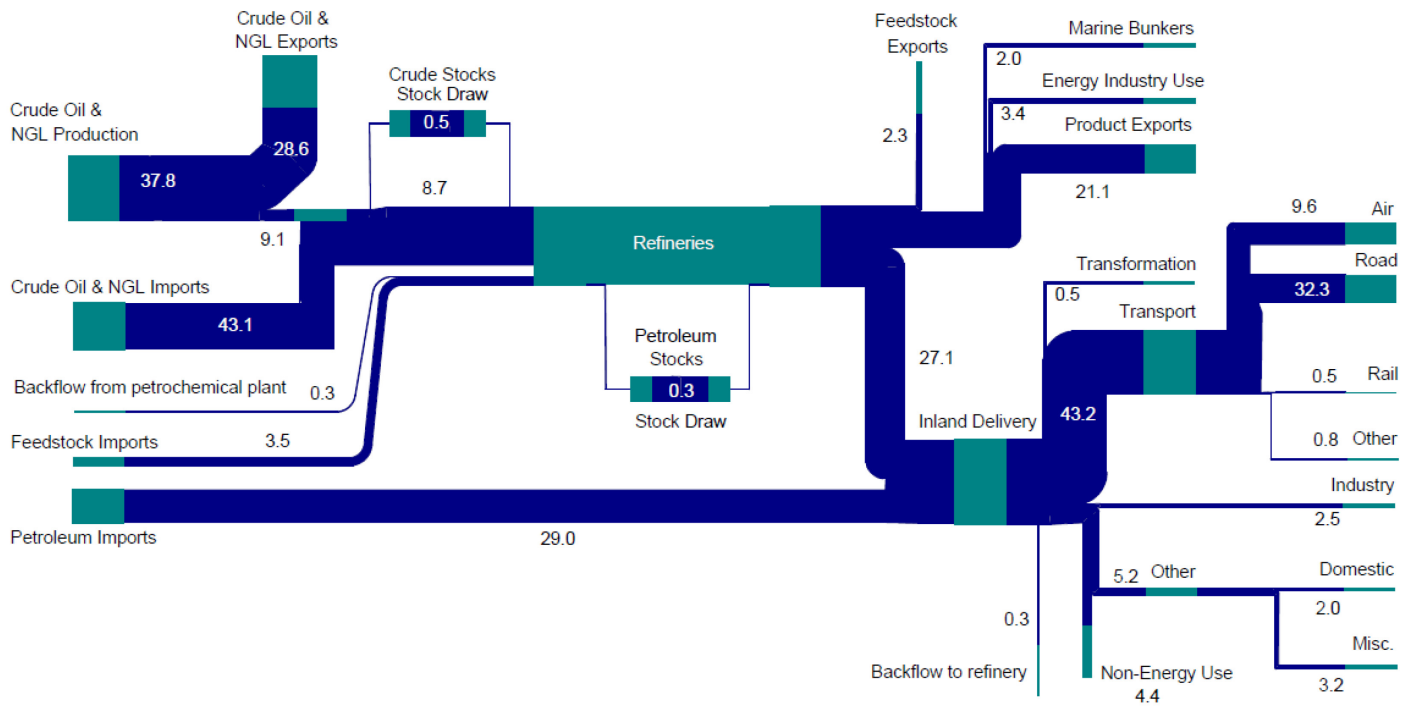 Crude Oil &
NGL Exports
Crude Oil &
NGL Production
37.8
28.6
Crude Stocks
Stock Draw
0.5
8.7
9.1
Crude Oil & NGL Imports
43.1
Backflow from petrochemical plant
0.3
Feedstock Imports
3.5
Petroleum Imports
29.0
Refineries
Petroleum
Stocks
0.3
Stock Draw
Feedstock
Exports
2.3
Marine Bunkers
2.0
Energy Industry Use
3.4
Product Exports
21.1
27.1
Inland Delivery
Transformation
0.5
Transport
43.2
9.6
Air
Road
32.3
0.5
Rail
0.8
Other
Industry
2.5
5.2
Other
Domestic
2.0
Misc.
3.2
0.3
Backflow to refinery
Non-Energy Use
4.4